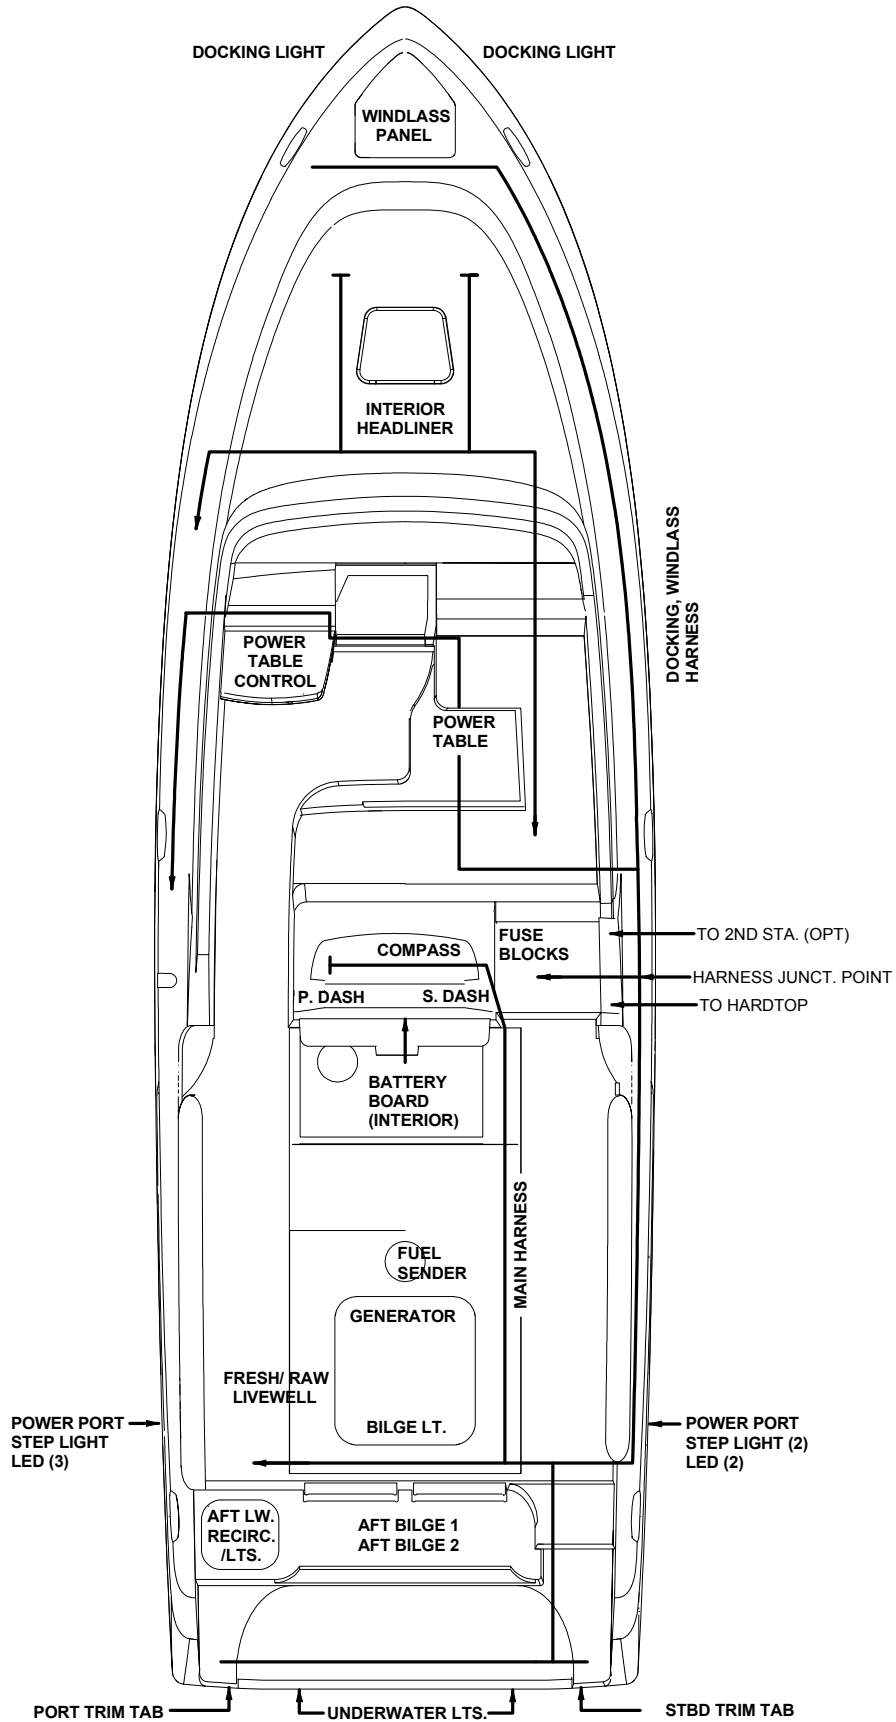 DOCKING LIGHT
DOCKING LIGHT
WINDLASS
PANEL
INTERIOR
HEADLINER
DOCKING, WINDLASS
HARNESS
POWER
TABLE
CONTROL
POWER
TABLE
COMPASS
FUSE
BLOCKS
TO 2ND STA. (OPT)
HARNESS JUNCT. POINT
TO HARDTOP
P. DASH
S. DASH
BATTERY
BOARD
(INTERIOR)
MAIN HARNESS
FUEL
SENDER
GENERATOR
FRESH/ RAW
LIVEWELL
BILGE LT.
POWER PORT
STEP LIGHT
LED (3)
POWER PORT
STEP LIGHT (2)
LED (2)
AFT LW.
RECIRC.
/LTS.
AFT BILGE 1
AFT BILGE 2
PORT TRIM TAB
UNDERWATER LTS.
STBD TRIM TAB